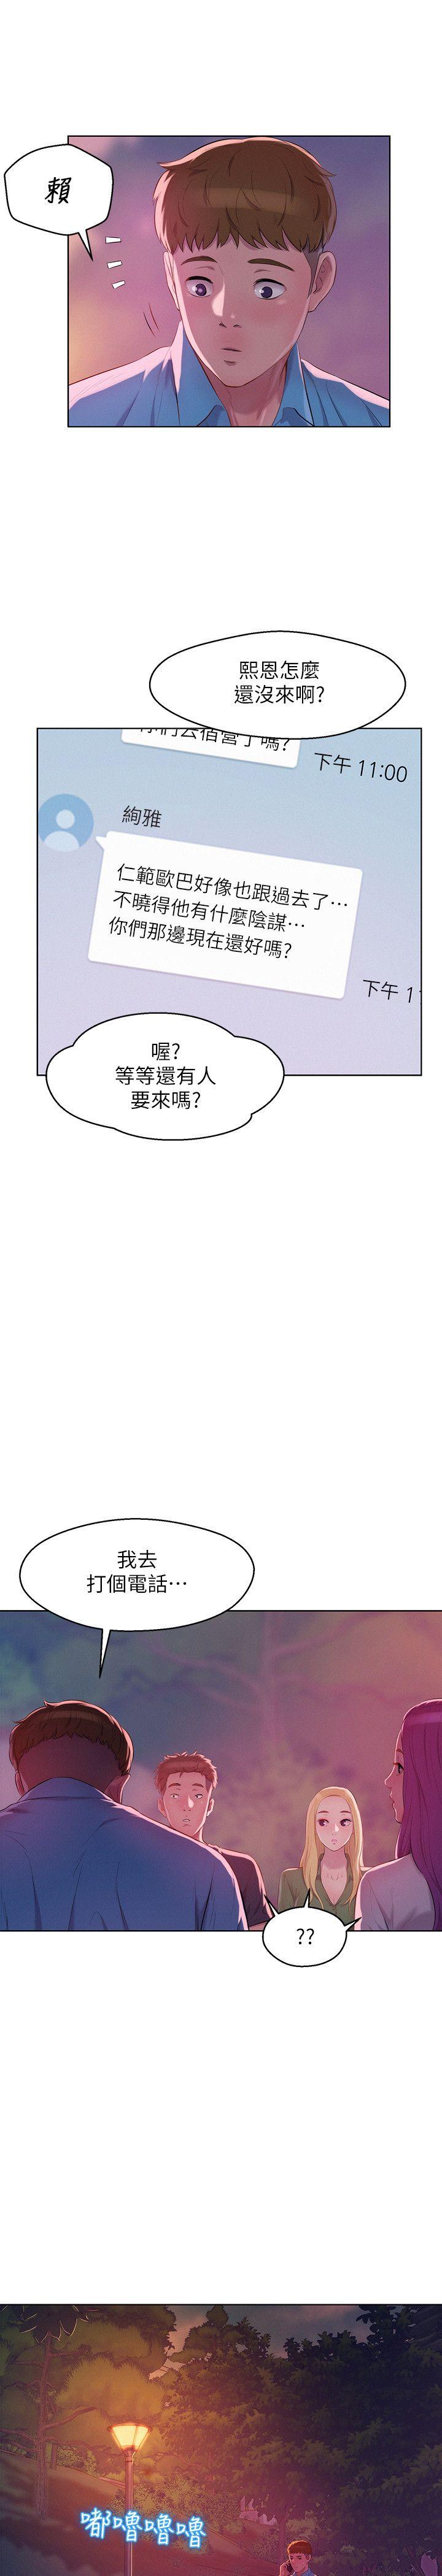 賴
熙恩怎麼
還沒來啊?
你們去宿營了嗎?
下午 11:00
絢雅
仁範歐巴好像也跟過去了…
不曉得他有什麼陰謀…
你們那邊現在還好嗎?
下午 1
喔?
等等還有人
要來嗎?
我去
打個電話…
??
嘟嚕嚕嚕